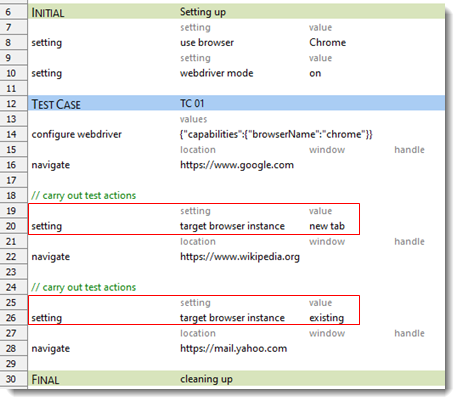 6 INITIAL Setting up
7 setting value
8 setting use browser Chrome
9 setting value
10 setting webdriver mode on
11
12 TEST CASE TC 01
13 values
14 configure webdriver {"capabilities":{"browserName":"chrome"}}
15 location window handle
16 navigate https://www.google.com
17
18 // carry out test actions
19 setting value
20 setting target browser instance new tab
21 location window handle
22 navigate https://www.wikipedia.org
23
24 // carry out test actions
25 setting value
26 setting target browser instance existing
27 location window handle
28 navigate https://mail.yahoo.com
29
30 FINAL cleaning up